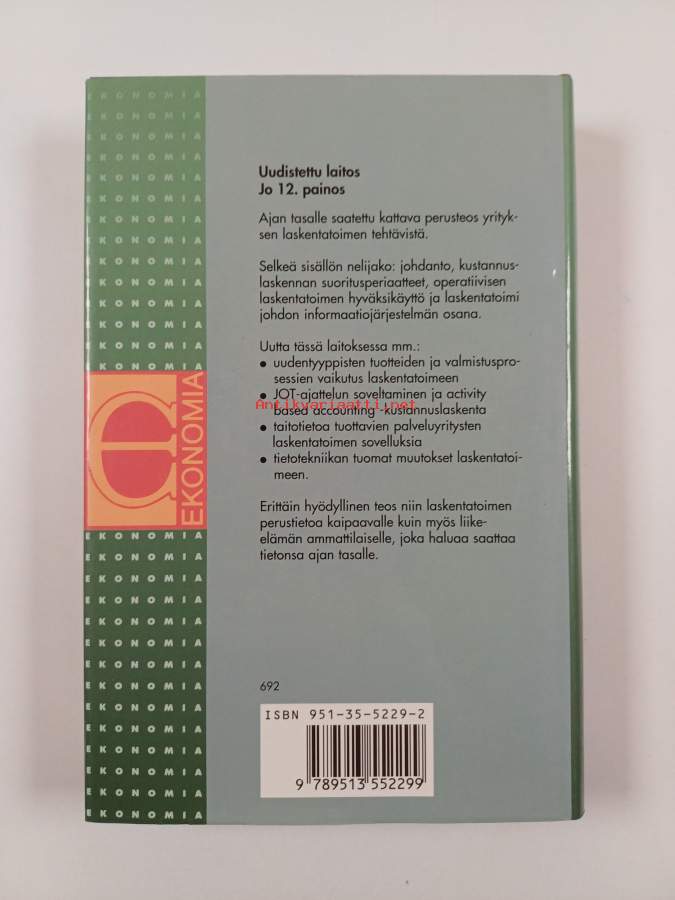 E K O N O M I A
E K O N O M I A
E K O N O M I A
E K O N O M I A
E K O N O M I A
E K O N O M I A
E K O N O M I A
E K O N O M I A
E K O N O M I A
E K O N O M I A
E K O N O M I A
E K O N O M I A
E K O N O M I A
E K O N O M I A
EKONOMIA
E K O N O M I A
E K O N O M I A
E K O N O M I A
E K O N O M I A
E K O N O M I A
E K O N O M I A
E K O N O M I A
E K O N O M I A
E K O N O M I A
E K O N O M I A
E K O N O M I A
E K O N O M I A
E K O N O M I A
E K O N O M I A
Uudistettu laitos
Jo 12. painos
Ajan tasalle saatettu kattava perusteos yrityk-
sen laskentatoimen tehtävistä.
Selkeä sisällön nelijako: johdanto, kustannus-
laskennan suoritusperiaatteet, operatiivisen
laskentatoimen hyväksikäyttö ja laskentatoimi
johdon informaatiojärjestelmän osana.
Uutta tässä laitoksessa mm.:
● uudentyyppisten tuotteiden ja valmistuspro-
sessien vaikutus laskentatoimeen
● JOT-ajattelun soveltaminen ja activity
based accounting -kustannuslaskenta
Antikvariaatti.net
● taitotietoa tuottavien palveluyritysten
laskentatoimen sovelluksia
● tietotekniikan tuomat muutokset laskentatoi-
meen.
Erittäin hyödyllinen teos niin laskentatoimen
perustietoa kaipaavalle kuin myös liike-
elämän ammattilaiselle, joka haluaa saattaa
tietonsa ajan tasalle.
692
ISBN 951-35-5229-2
9 789513 552299